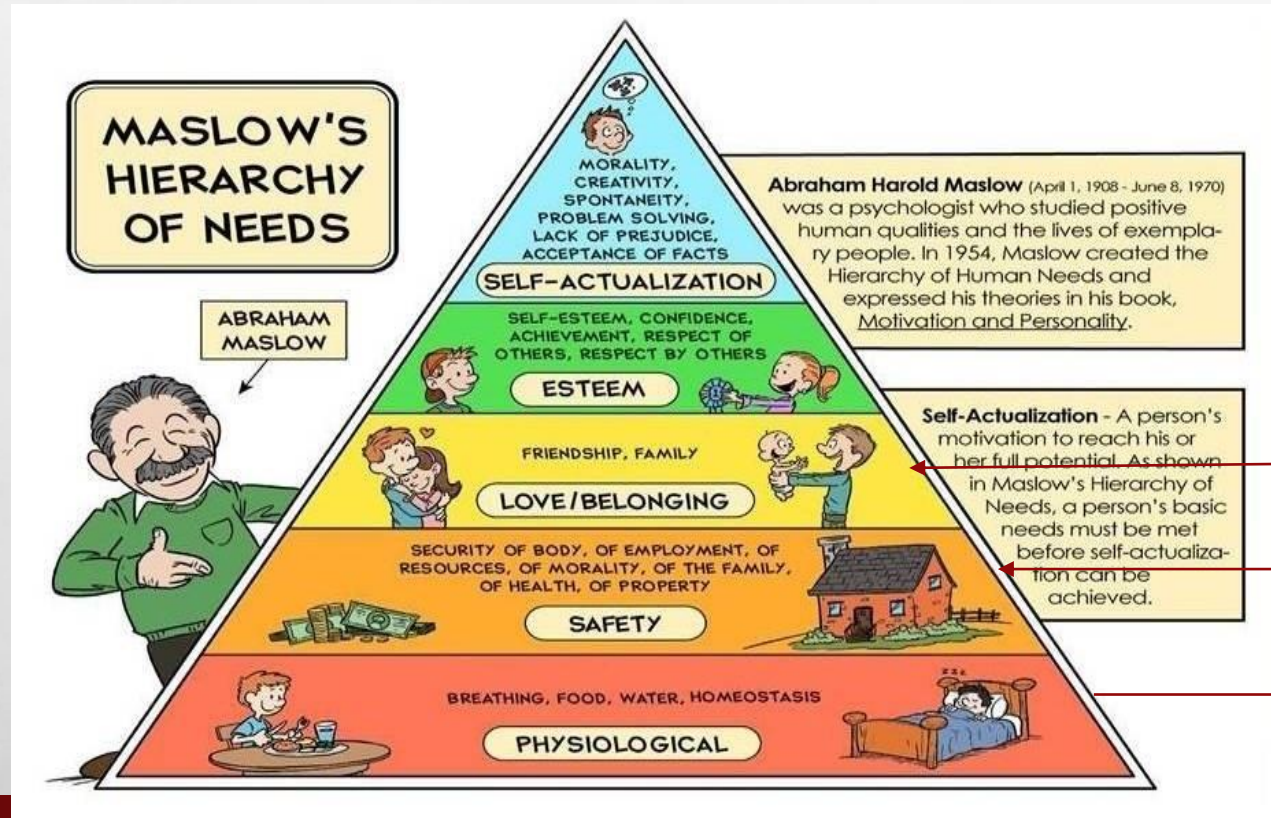 MASLOW'S
HIERARCHY
OF NEEDS
ABRAHAM
MASLOW
MORALITY,
CREATIVITY,
SPONTANEITY,
PROBLEM SOLVING,
LACK OF PREJUDICE,
ACCEPTANCE OF FACTS
SELF-ACTUALIZATION
SELF-ESTEEM, CONFIDENCE,
ACHIEVEMENT, RESPECT OF
OTHERS, RESPECT BY OTHERS
ESTEEM
FRIENDSHIP, FAMILY
LOVE/BELONGING
SECURITY OF BODY, OF EMPLOYMENT, OF
RESOURCES, OF MORALITY, OF THE FAMILY,
OF HEALTH, OF PROPERTY
SAFETY
BREATHING, FOOD, WATER, HOMEOSTASIS
zzz
PHYSIOLOGICAL
Abraham Harold Maslow (April 1, 1908 - June 8, 1970)
was a psychologist who studied positive
human qualities and the lives of exempla-
ry people. In 1954, Maslow created the
Hierarchy of Human Needs and
expressed his theories in his book,
Motivation and Personality.
Self-Actualization - A person's
motivation to reach his or
her full potential. As shown
in Maslow's Hierarchy of
Needs, a person's basic
needs must be met
before self-actualiza-
tion can be
achieved.